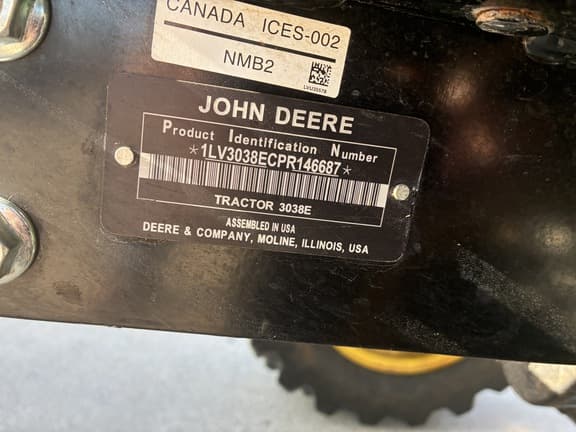 CANADA ICES-002
NMB2
LVU25578
JOHN DEERE
Product Identification Number
*1LV3038ECPR146687*
TRACTOR 3038E
ASSEMBLED IN USA
DEERE & COMPANY, MOLINE, ILLINOIS, USA